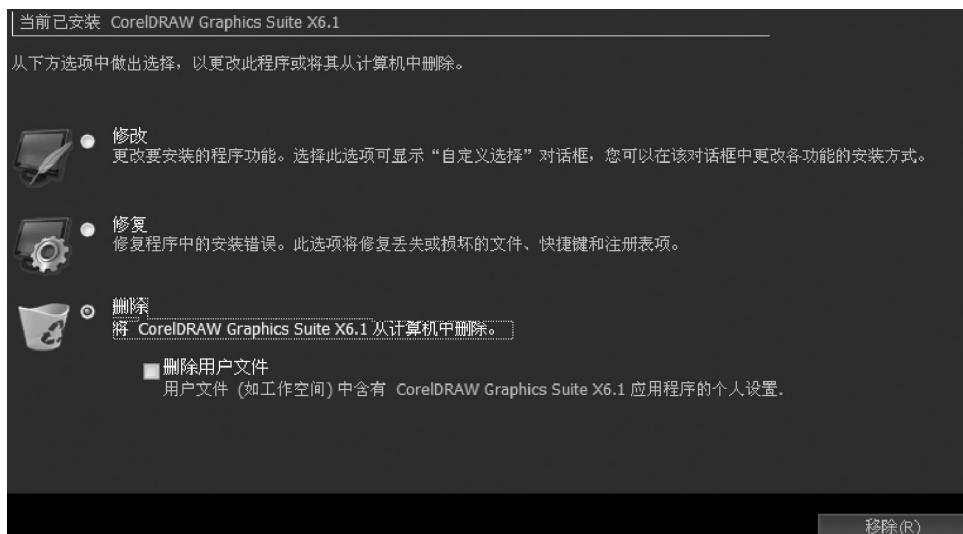 当前已安装 CorelDRAW Graphics Suite X6.1
从下方选项中做出选择，以更改此程序或将其从计算机中删除。
修改
更改要安装的程序功能。选择此选项可显示“自定义选择”对话框，您可以在该对话框中更改各功能的安装方式。
修复
修复程序中的安装错误。此选项将修复丢失或损坏的文件、快捷键和注册表项。
删除
将 CorelDRAW Graphics Suite X6.1 从计算机中删除。
删除用户文件
用户文件 (如工作空间) 中含有 CorelDRAW Graphics Suite X6.1 应用程序的个人设置.
移除(R)